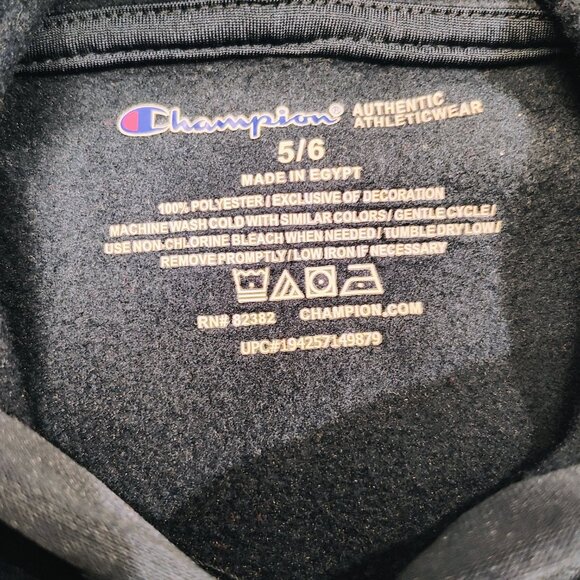 Champion® AUTHENTIC ATHLETICWEAR
5/6
MADE IN EGYPT
100% POLYESTER / EXCLUSIVE OF DECORATION
MACHINE WASH COLD WITH SIMILAR COLORS / GENTLE CYCLE /
USE NON-CHLORINE BLEACH WHEN NEEDED / TUMBLE DRY LOW /
REMOVE PROMPTLY / LOW IRON IF NECESSARY
RN# 82382 CHAMPION.COM
UPC#194257149879